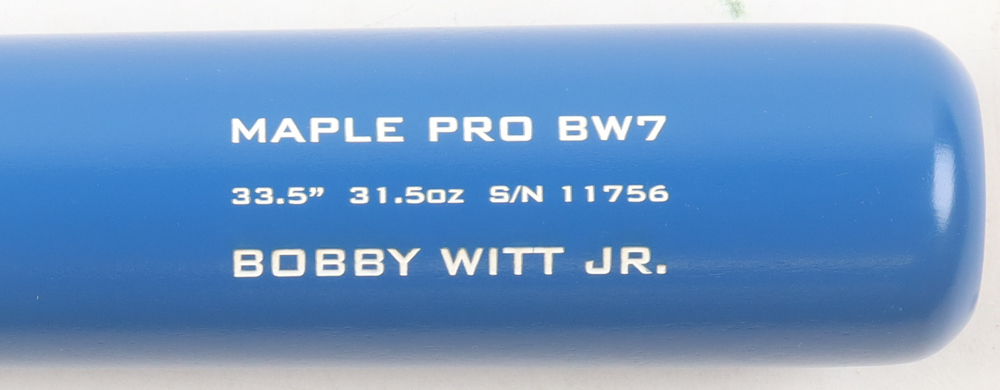 MAPLE PRO BW7
33.5” 31.5oz S/N 11756
BOBBY WITT JR.